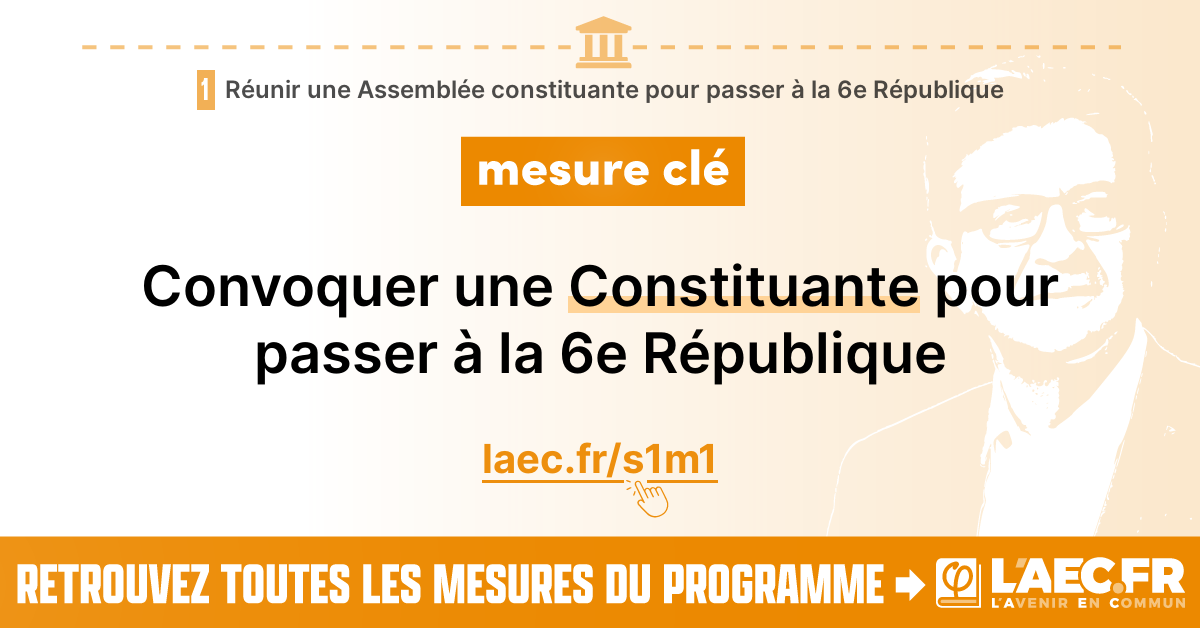 1 Réunir une Assemblée constituante pour passer à la 6e République
mesure clé
Convoquer une Constituante pour
passer à la 6e République
laec.fr/s1m1
RETROUVEZ TOUTES LES MESURES DU PROGRAMME
L'AEC.FR
L'AVENIR EN COMMUN